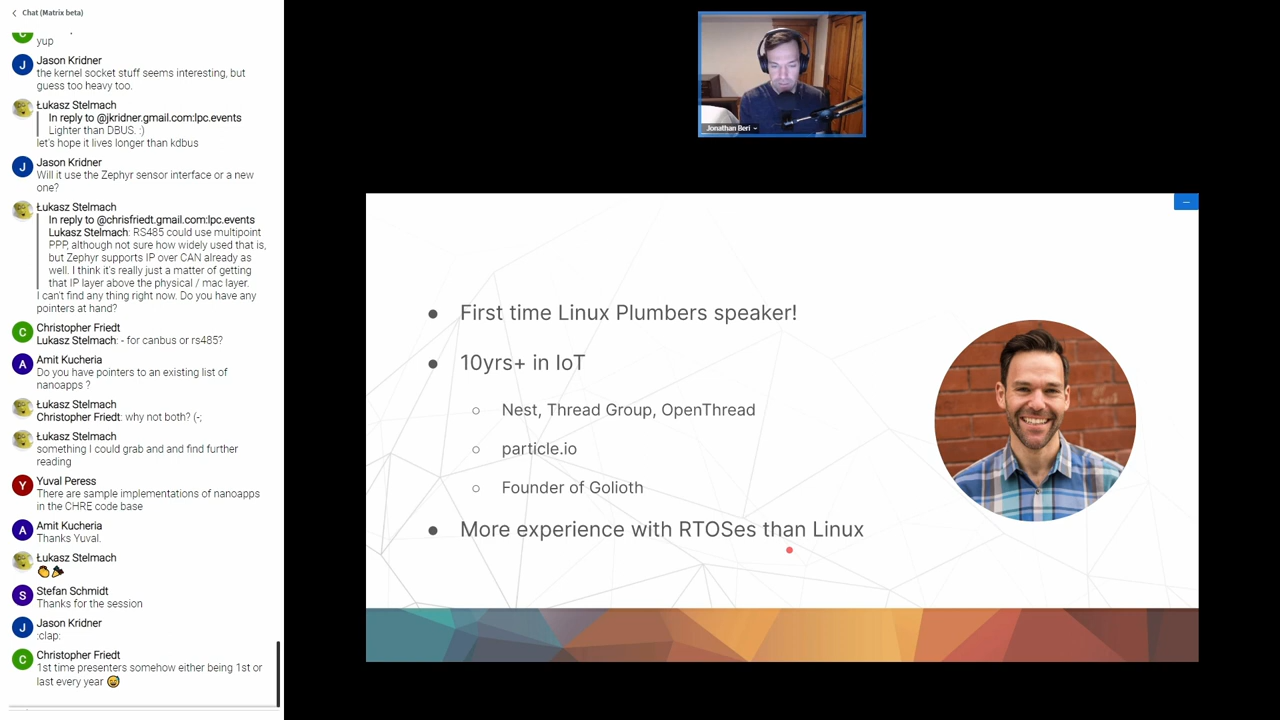 Chat (Matrix beta)
C
yup
J
Jason Kridner
the kernel socket stuff seems interesting, but
guess too heavy too.
Łukasz Stelmach
In reply to @jkridner.gmail.com:lpc.events
Lighter than DBUS. :)
let's hope it lives longer than kdbus
J
Jason Kridner
Will it use the Zephyr sensor interface or a new
one?
Łukasz Stelmach
In reply to @chrisfriedt.gmail.com:lpc.events
Lukasz Stelmach: RS485 could use multipoint
PPP, although not sure how widely used that is,
but Zephyr supports IP over CAN already as
well. I think it's really just a matter of getting
that IP layer above the physical / mac layer.
I can't find any thing right now. Do you have any
pointers at hand?
C
Christopher Friedt
Lukasz Stelmach: - for canbus or rs485?
A
Amit Kucheria
Do you have pointers to an existing list of
nanoapps ?
Łukasz Stelmach
Christopher Friedt: why not both? (-;
Łukasz Stelmach
something I could grab and and find further
reading
Y
Yuval Peress
There are sample implementations of nanoapps
in the CHRE code base
A
Amit Kucheria
Thanks Yuval.
Łukasz Stelmach
👏🎉
S
Stefan Schmidt
Thanks for the session
J
Jason Kridner
:clap:
C
Christopher Friedt
1st time presenters somehow either being 1st or
last every year 😅
Jonathan Beri
First time Linux Plumbers speaker!
10yrs+ in IoT
Nest, Thread Group, OpenThread
particle.io
Founder of Golioth
More experience with RTOSes than Linux